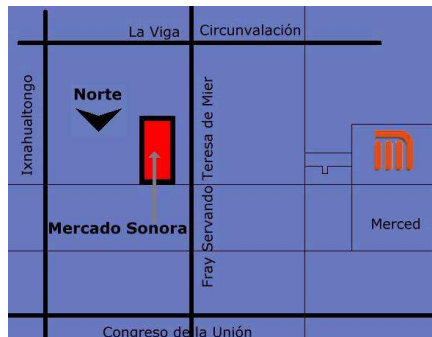 La Viga Circunvalación
Ixnahualtongo
Norte
Fray Servando Teresa de Mier
Mercado Sonora
Merced
Congreso de la Unión